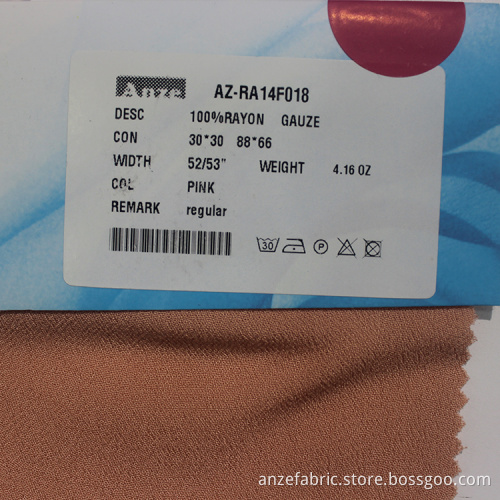 Anze AZ-RA14F018
DESC 100%RAYON GAUZE
CON 30*30 88*66
WIDTH 52/53" WEIGHT 4.16 OZ
COL PINK
REMARK regular
30 P
anzefabric.store.bossgoo.com